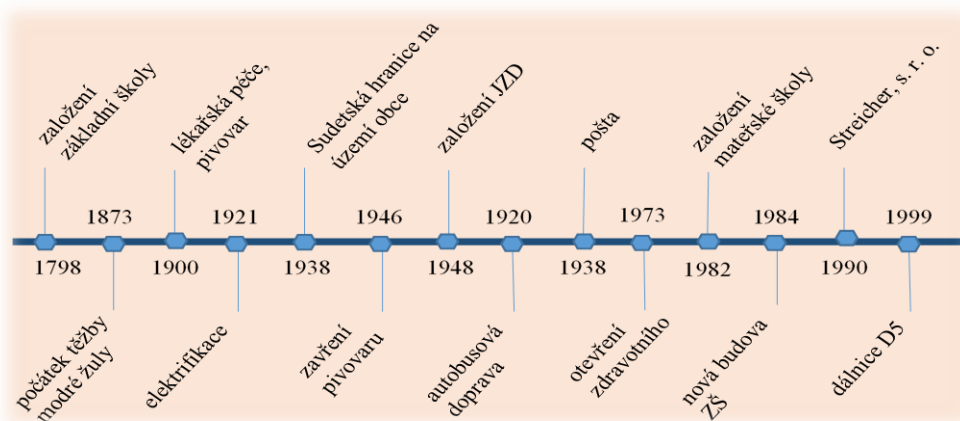 založení
základní školy
lékařská péče,
pivovar
Sudetská hranice na
území obce
založení JZD
pošta
založení
mateřské školy
Streicher, s. r. o.
1873
1921
1946
1920
1973
1984
1999
1798
1900
1938
1948
1938
1982
1990
počátek těžby
modré žuly
elektrifikace
zavření
pivovaru
autobusová
doprava
otevření
zdravotního
nová budova
ZŠ
dálnice D5